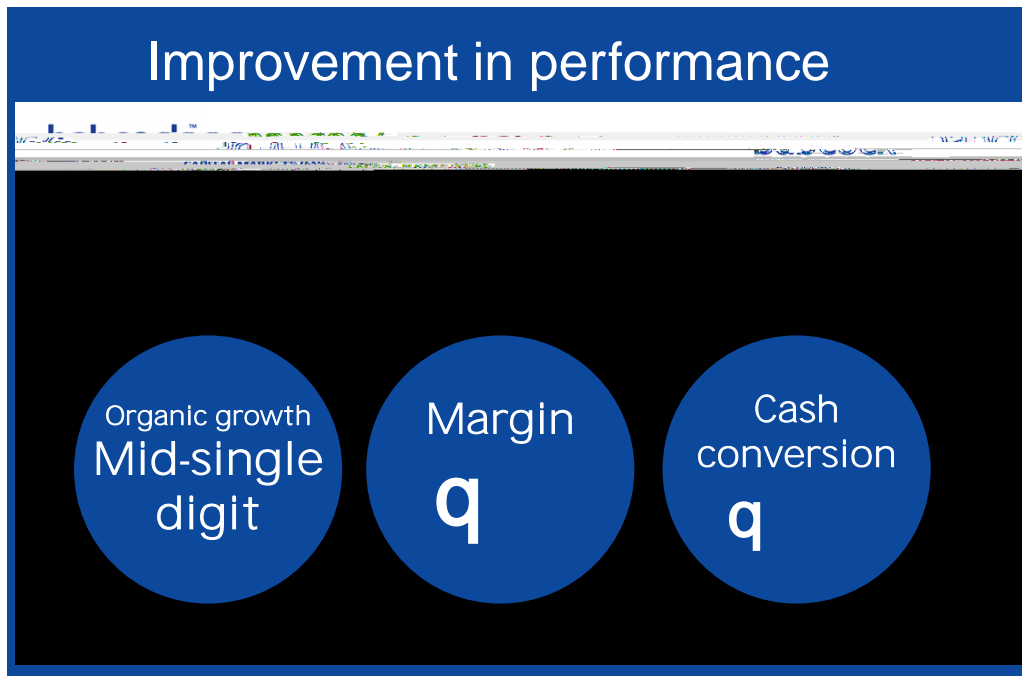 Improvement in performance
Organic growth
Mid-single
digit
Margin
q
Cash
conversion
q